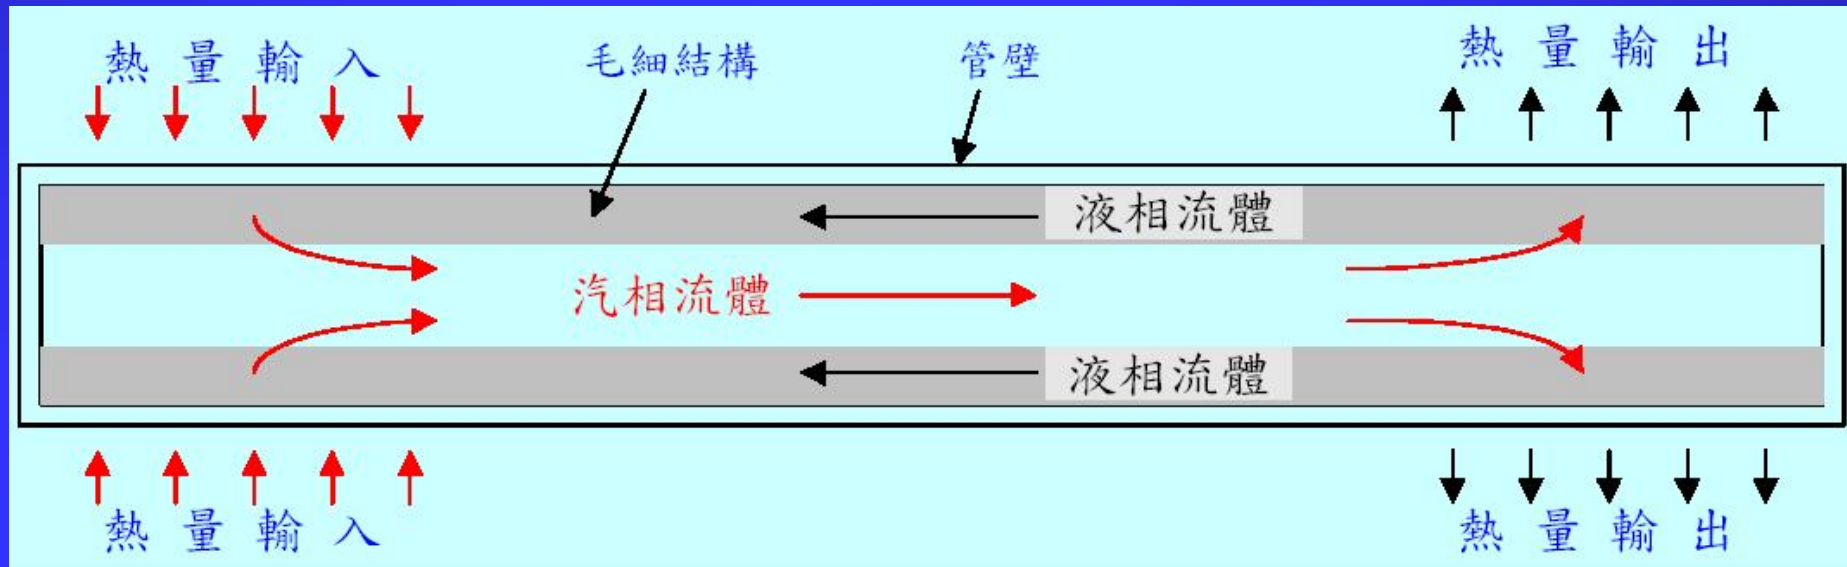 熱量輸入
毛細結構
管壁
熱量輸出
液相流體
汽相流體
液相流體
熱量輸入
熱量輸出